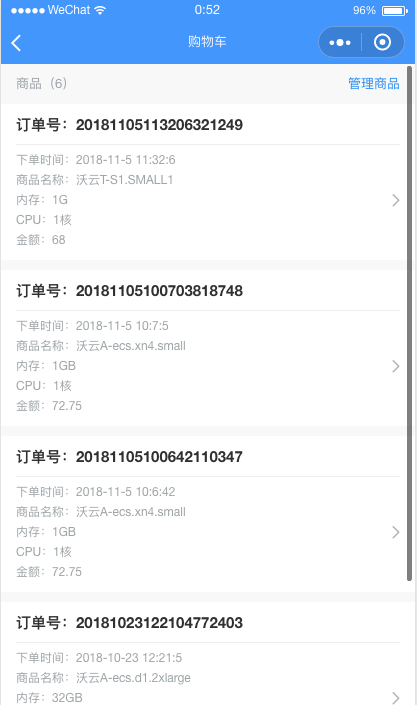 WeChat
0:52
96%
购物车
商品（6）
管理商品
订单号：20181105113206321249
下单时间：2018-11-5 11:32:6
商品名称：沃云T-S1.SMALL1
内存：1G
CPU：1核
金额：68
订单号：20181105100703818748
下单时间：2018-11-5 10:7:5
商品名称：沃云A-ecs.xn4.small
内存：1GB
CPU：1核
金额：72.75
订单号：20181105100642110347
下单时间：2018-11-5 10:6:42
商品名称：沃云A-ecs.xn4.small
内存：1GB
CPU：1核
金额：72.75
订单号：20181023122104772403
下单时间：2018-10-23 12:21:5
商品名称：沃云A-ecs.d1.2xlarge
内存：32GB